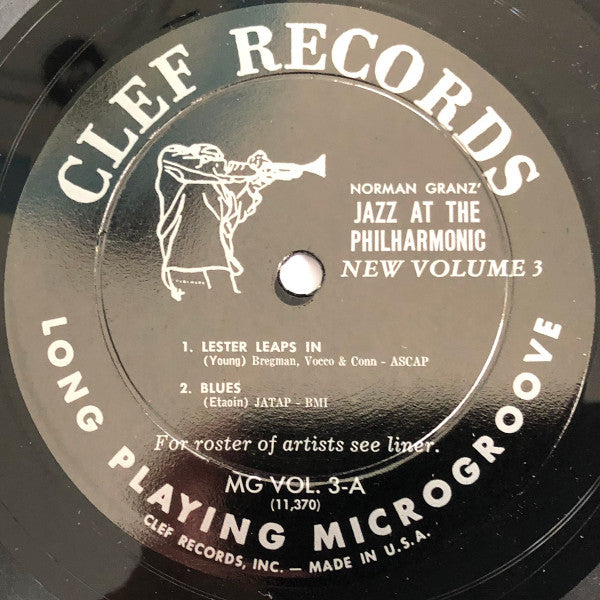 CLEF RECORDS
NORMAN GRANZ'
JAZZ AT THE
PHILHARMONIC
NEW VOLUME 3
1. LESTER LEAPS IN
(Young) Bregman, Vocco & Conn - ASCAP
2. BLUES
(Etaoin) JATAP - BMI
For roster of artists see liner.
MG VOL. 3-A
(11,370)
LONG PLAYING MICROGROOVE
CLEF RECORDS, INC. — MADE IN U.S.A.